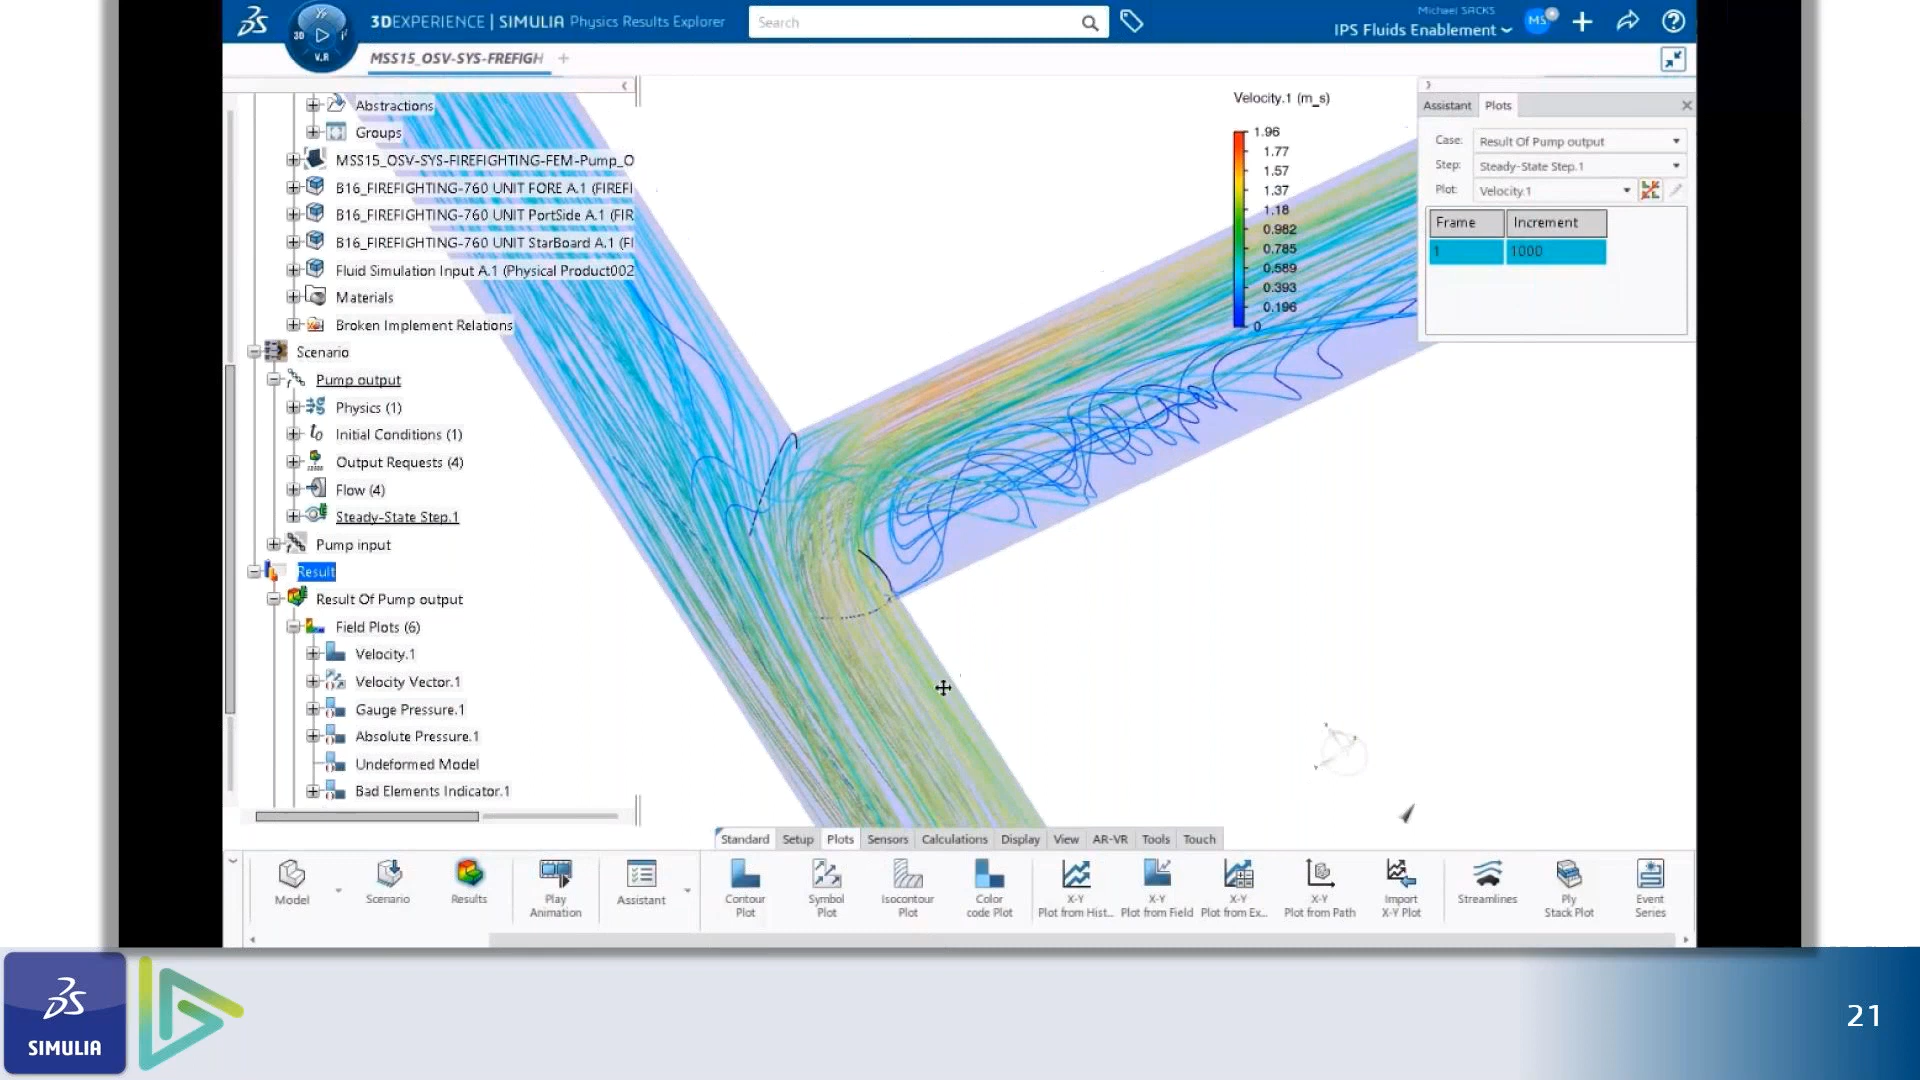 3DEXPERIENCE | SIMULIA Physics Results Explorer
Search
Michael SACKS
IPS Fluids Enablement
MS
3D
V.R
MSS15_OSV-SYS-FREFIGH
Abstractions
Groups
MSS15_OSV-SYS-FIREFIGHTING-FEM-Pump_O
B16_FIREFIGHTING-760 UNIT FORE A.1 (FIREFI
B16_FIREFIGHTING-760 UNIT PortSide A.1 (FIR
B16_FIREFIGHTING-760 UNIT StarBoard A.1 (FI
Fluid Simulation Input A.1 (Physical Product002
Materials
Broken Implement Relations
Scenario
Pump output
Physics (1)
Initial Conditions (1)
Output Requests (4)
Flow (4)
Steady-State Step.1
Pump input
Result
Result Of Pump output
Field Plots (6)
Velocity.1
Velocity Vector.1
Gauge Pressure.1
Absolute Pressure.1
Undeformed Model
Bad Elements Indicator.1
Velocity.1 (m_s)
1.96
1.77
1.57
1.37
1.18
0.982
0.785
0.589
0.393
0.196
0
Assistant Plots
Case: Result Of Pump output
Step: Steady-State Step.1
Plot: Velocity.1
Frame Increment
1 1000
Standard Setup Plots Sensors Calculations Display View AR-VR Tools Touch
Model
Scenario
Results
Play Animation
Assistant
Contour Plot
Symbol Plot
Isocontour Plot
Color code Plot
X-Y Plot from Hist...
X-Y Plot from Field
X-Y Plot from Ex...
X-Y Plot from Path
Import X-Y Plot
Streamlines
Ply Stack Plot
Event Series
SIMULIA
21